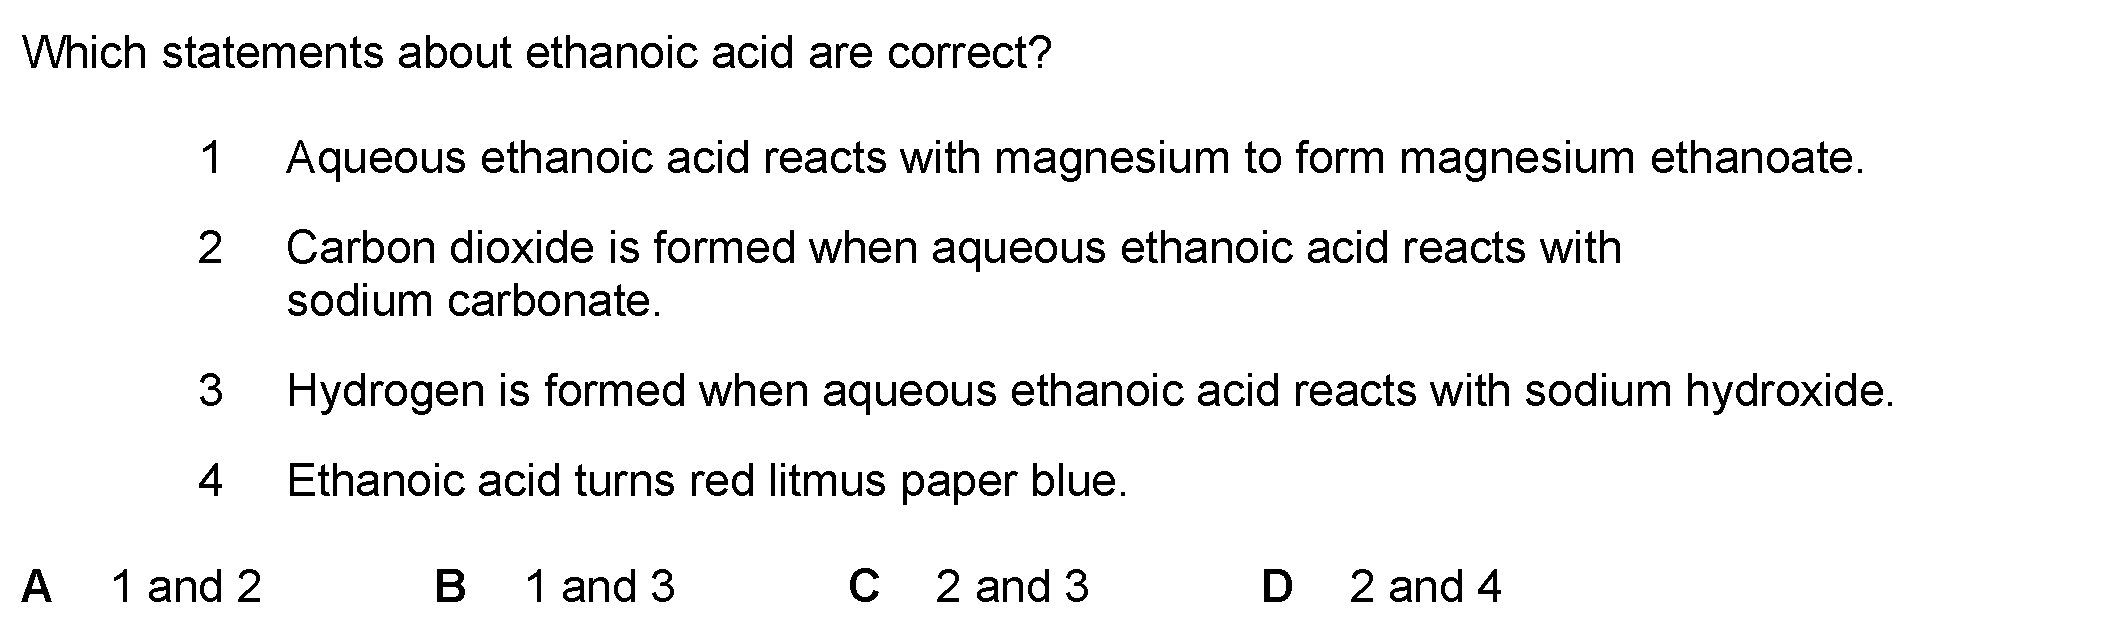 Which statements about ethanoic acid are correct?
1 Aqueous ethanoic acid reacts with magnesium to form magnesium ethanoate.
2 Carbon dioxide is formed when aqueous ethanoic acid reacts with
sodium carbonate.
3 Hydrogen is formed when aqueous ethanoic acid reacts with sodium hydroxide.
4 Ethanoic acid turns red litmus paper blue.
A 1 and 2 B 1 and 3 C 2 and 3 D 2 and 4